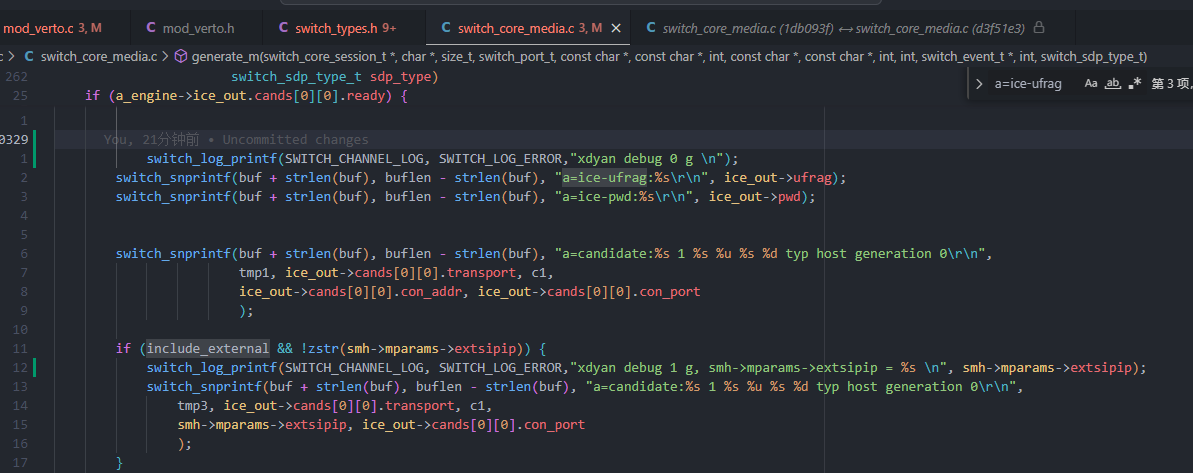 mod_verto.c 3, M
C mod_verto.h
C switch_types.h 9+
C switch_core_media.c 3, M ×
C switch_core_media.c (1db093f) ↔ switch_core_media.c (d3f51e3)
c > C switch_core_media.c > generate_m(switch_core_session_t *, char *, size_t, switch_port_t, const char *, const char *, int, const char *, const char *, int, int, switch_event_t *, int, switch_sdp_type_t)
262 switch_sdp_type_t sdp_type)
25 if (a_engine->ice_out.cands[0][0].ready) {
> a=ice-ufrag Aa ab .* 第 3 项,
1
0329 You, 21分钟前 • Uncommitted changes
1 switch_log_printf(SWITCH_CHANNEL_LOG, SWITCH_LOG_ERROR,"xdyan debug 0 g \n");
2 switch_snprintf(buf + strlen(buf), buflen - strlen(buf), "a=ice-ufrag:%s\r\n", ice_out->ufrag);
3 switch_snprintf(buf + strlen(buf), buflen - strlen(buf), "a=ice-pwd:%s\r\n", ice_out->pwd);
4
5
6 switch_snprintf(buf + strlen(buf), buflen - strlen(buf), "a=candidate:%s 1 %s %u %s %d typ host generation 0\r\n",
7 tmp1, ice_out->cands[0][0].transport, c1,
8 ice_out->cands[0][0].con_addr, ice_out->cands[0][0].con_port
9 );
10
11 if (include_external && !zstr(smh->mparams->extsipip)) {
12 switch_log_printf(SWITCH_CHANNEL_LOG, SWITCH_LOG_ERROR,"xdyan debug 1 g, smh->mparams->extsipip = %s \n", smh->mparams->extsipip);
13 switch_snprintf(buf + strlen(buf), buflen - strlen(buf), "a=candidate:%s 1 %s %u %s %d typ host generation 0\r\n",
14 tmp3, ice_out->cands[0][0].transport, c1,
15 smh->mparams->extsipip, ice_out->cands[0][0].con_port
16 );
17 }